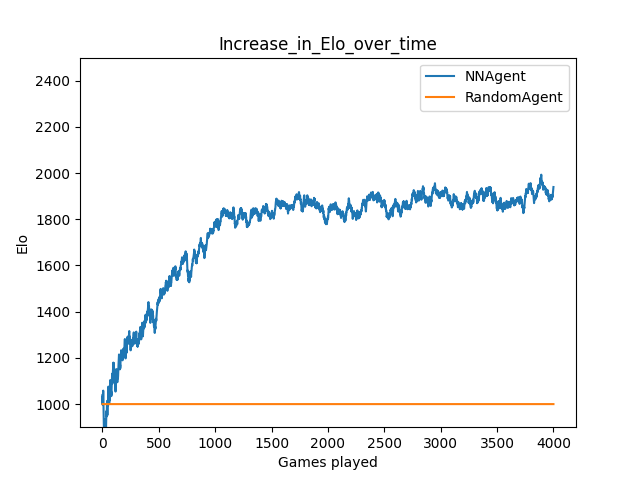 Increase_in_Elo_over_time
NNAgent
RandomAgent
2400
2200
2000
1800
1600
1400
1200
1000
Elo
0 500 1000 1500 2000 2500 3000 3500 4000
Games played